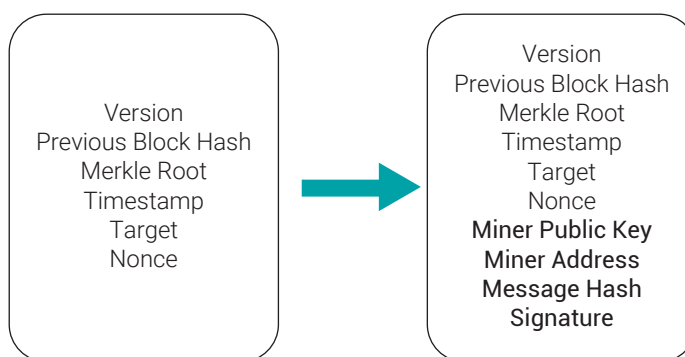 Version
Previous Block Hash
Merkle Root
Timestamp
Target
Nonce
Version
Previous Block Hash
Merkle Root
Timestamp
Target
Nonce
Miner Public Key
Miner Address
Message Hash
Signature